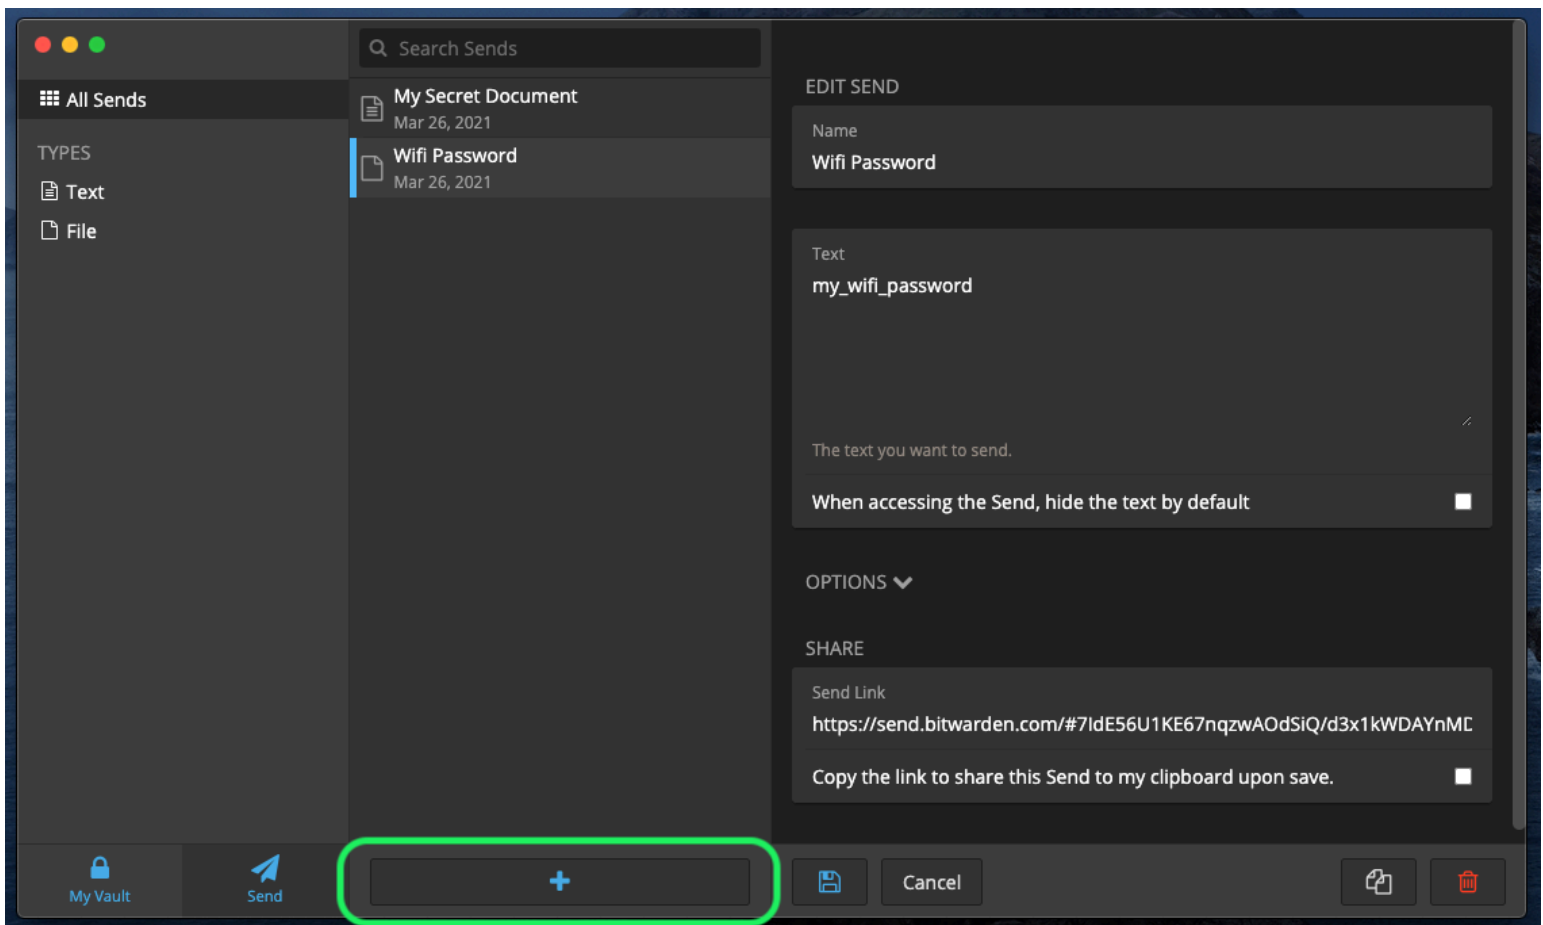 All Sends
TYPES
Text
File
My Vault
Send
Search Sends
My Secret Document
Mar 26, 2021
Wifi Password
Mar 26, 2021
EDIT SEND
Name
Wifi Password
Text
my_wifi_password
The text you want to send.
When accessing the Send, hide the text by default
OPTIONS
SHARE
Send Link
https://send.bitwarden.com/#7IdE56U1KE67nqzwAOdSiQ/d3x1kWDAYnMD
Copy the link to share this Send to my clipboard upon save.
Cancel